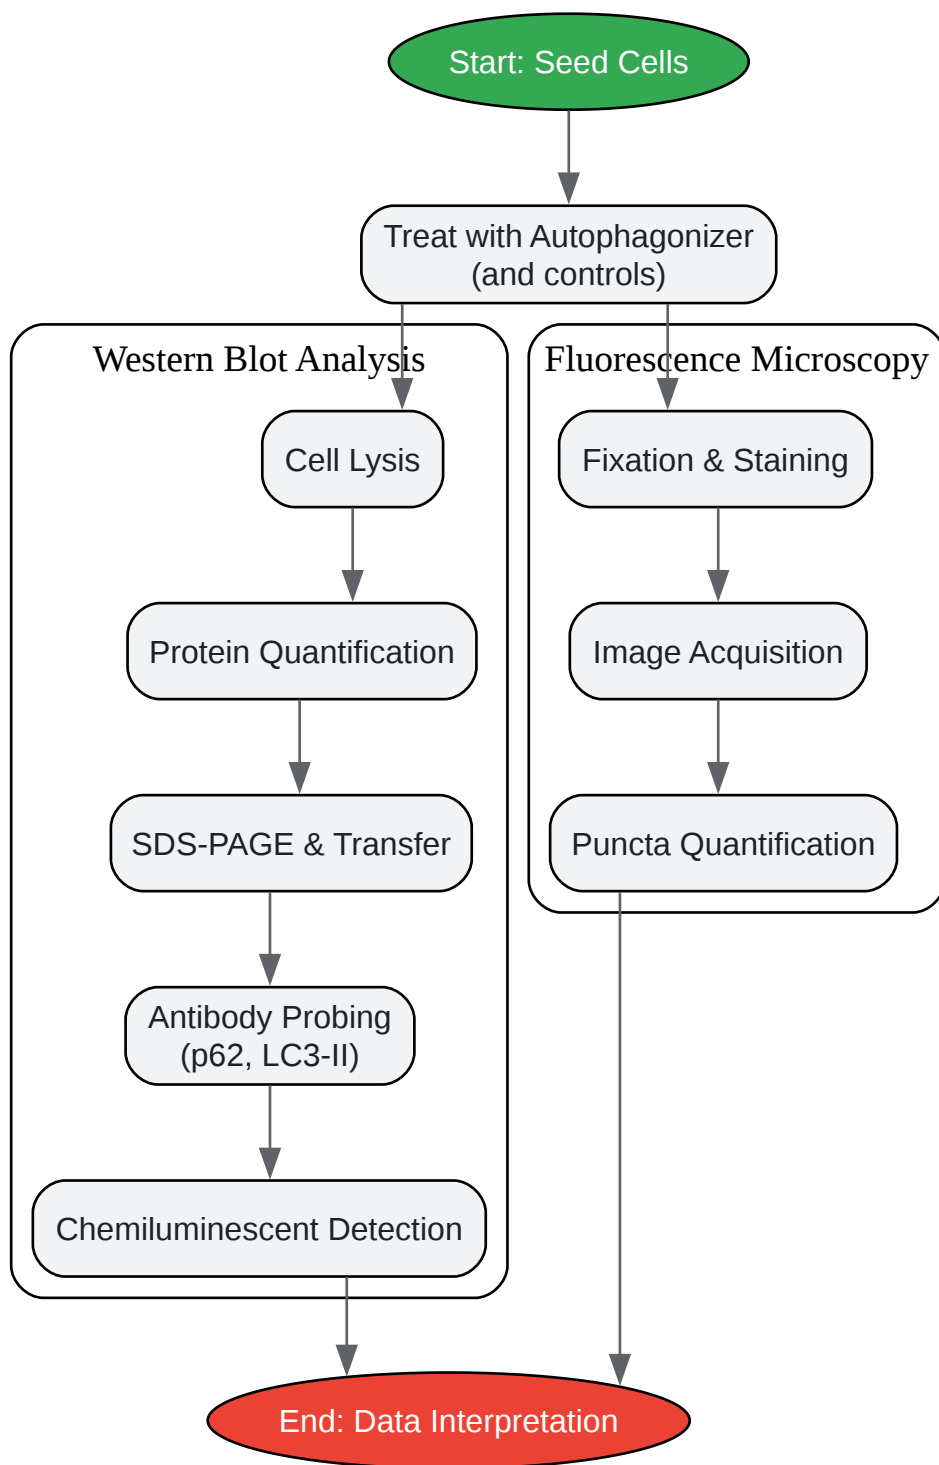 Start: Seed Cells
Treat with Autophagonizer
(and controls)
Western Blot Analysis
Cell Lysis
Protein Quantification
SDS-PAGE & Transfer
Antibody Probing
(p62, LC3-II)
Chemiluminescent Detection
Fluorescence Microscopy
Fixation & Staining
Image Acquisition
Puncta Quantification
End: Data Interpretation